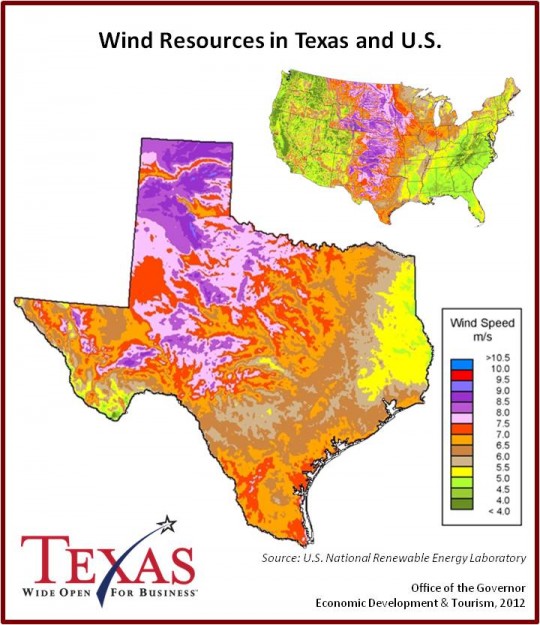 Wind Resources in Texas and U.S.
Wind Speed
m/s
>10.5
10.0
9.5
9.0
8.5
8.0
7.5
7.0
6.5
6.0
5.5
5.0
4.5
4.0
< 4.0
TEXAS
WIDE OPEN FOR BUSINESS
Source: U.S. National Renewable Energy Laboratory
Office of the Governor
Economic Development & Tourism, 2012